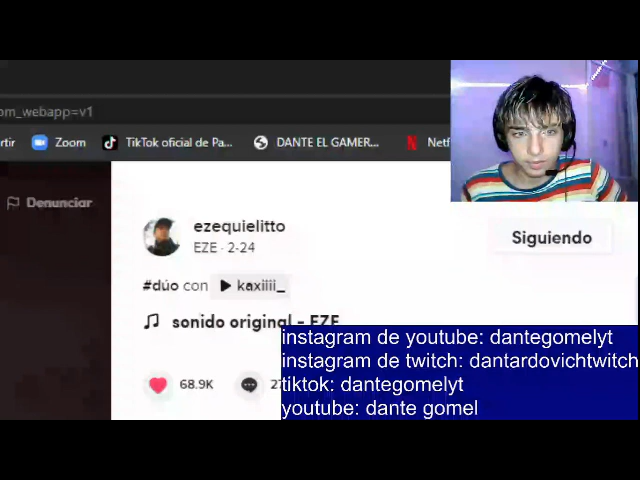 om_webapp=v1
rtir Zoom TikTok oficial de Pa... DANTE EL GAMER... Netf
Denunciar
ezequielitto
EZE · 2-24
Siguiendo
#dúo con kaxiiii_
sonido original - EZE
68.9K
instagram de youtube: dantegomelyt
instagram de twitch: dantardovichtwitch
tiktok: dantegomelyt
youtube: dante gomel